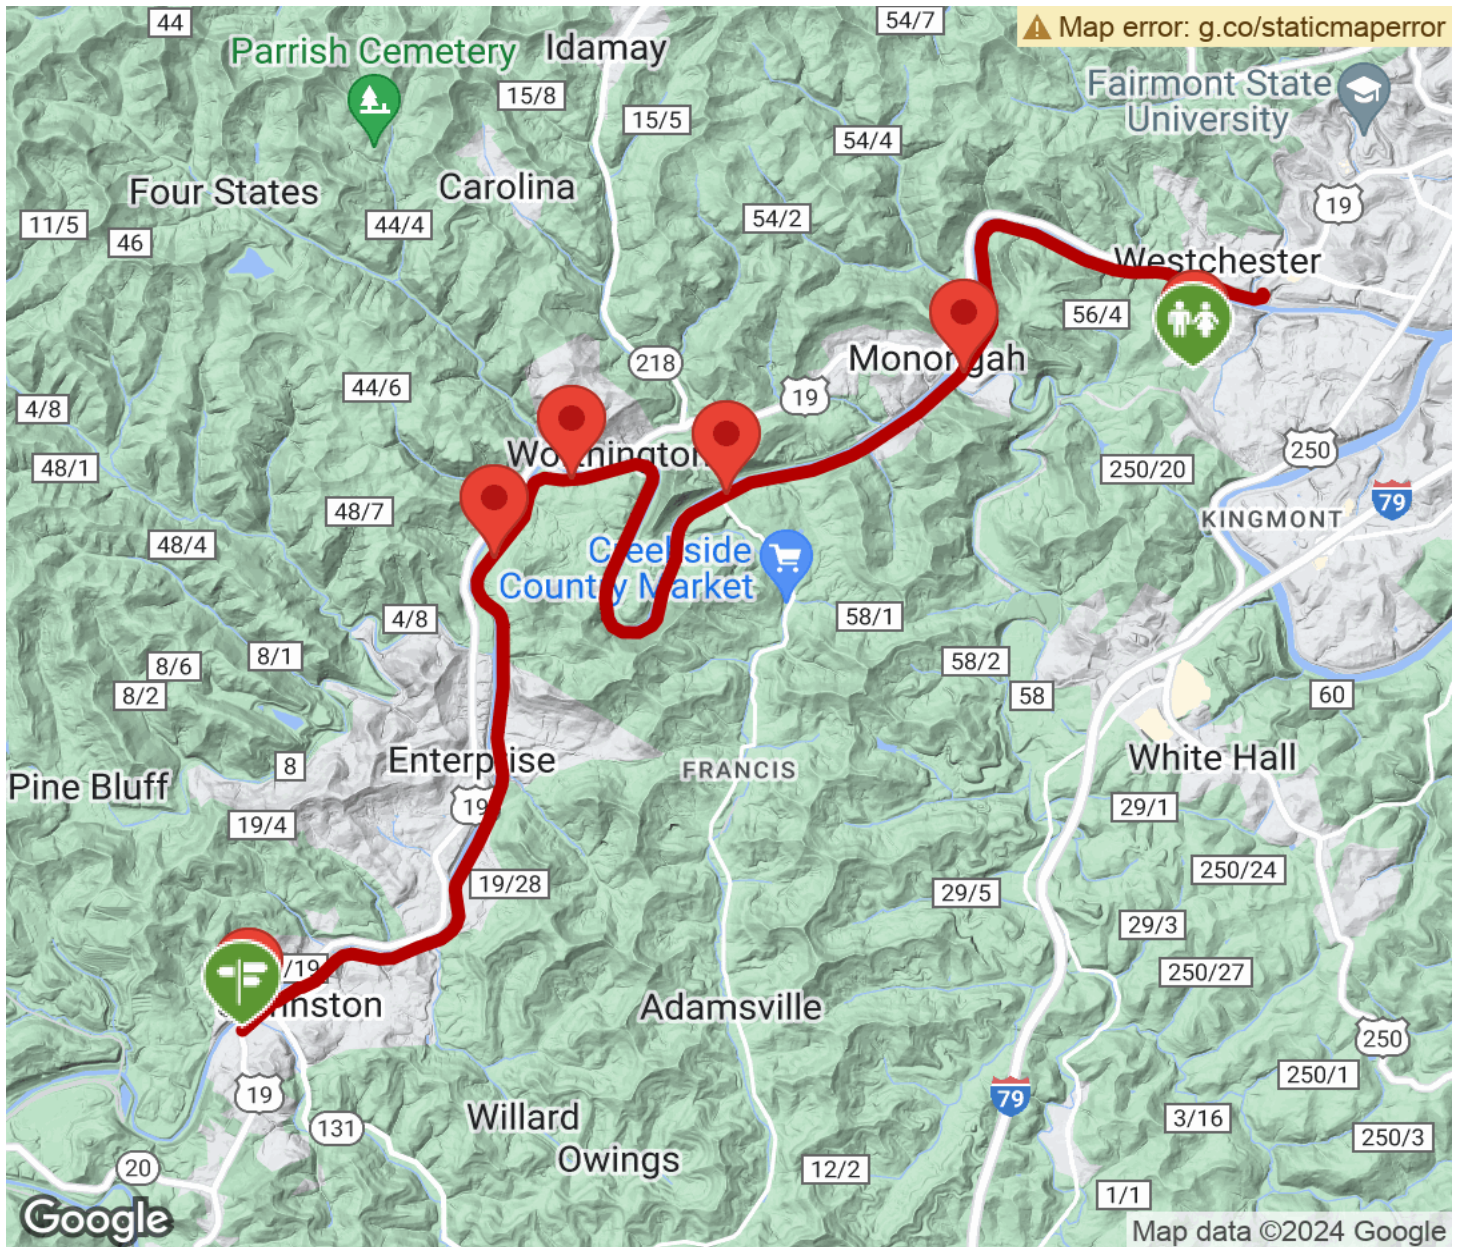 44
54/7
Map error: g.co/staticmaperror
Parrish Cemetery
Idamay
15/8
15/5
54/4
Fairmont State
University
Four States
Carolina
11/5
46
44/4
54/2
19
Westchester
56/4
218
Monongah
44/6
4/8
19
Worthington
48/1
250/20
250
79
48/7
KINGMONT
48/4
Creekside
Country Market
4/8
58/1
8/6
8/1
8/2
58/2
58
60
Enterprise
8
FRANCIS
White Hall
Pine Bluff
19
19/4
29/1
19/28
29/5
250/24
29/3
/19
250/27
nnston
Adamsville
250
19
79
250/1
131
Willard
3/16
250/3
Owings
20
12/2
1/1
Google
Map data ©2024 Google